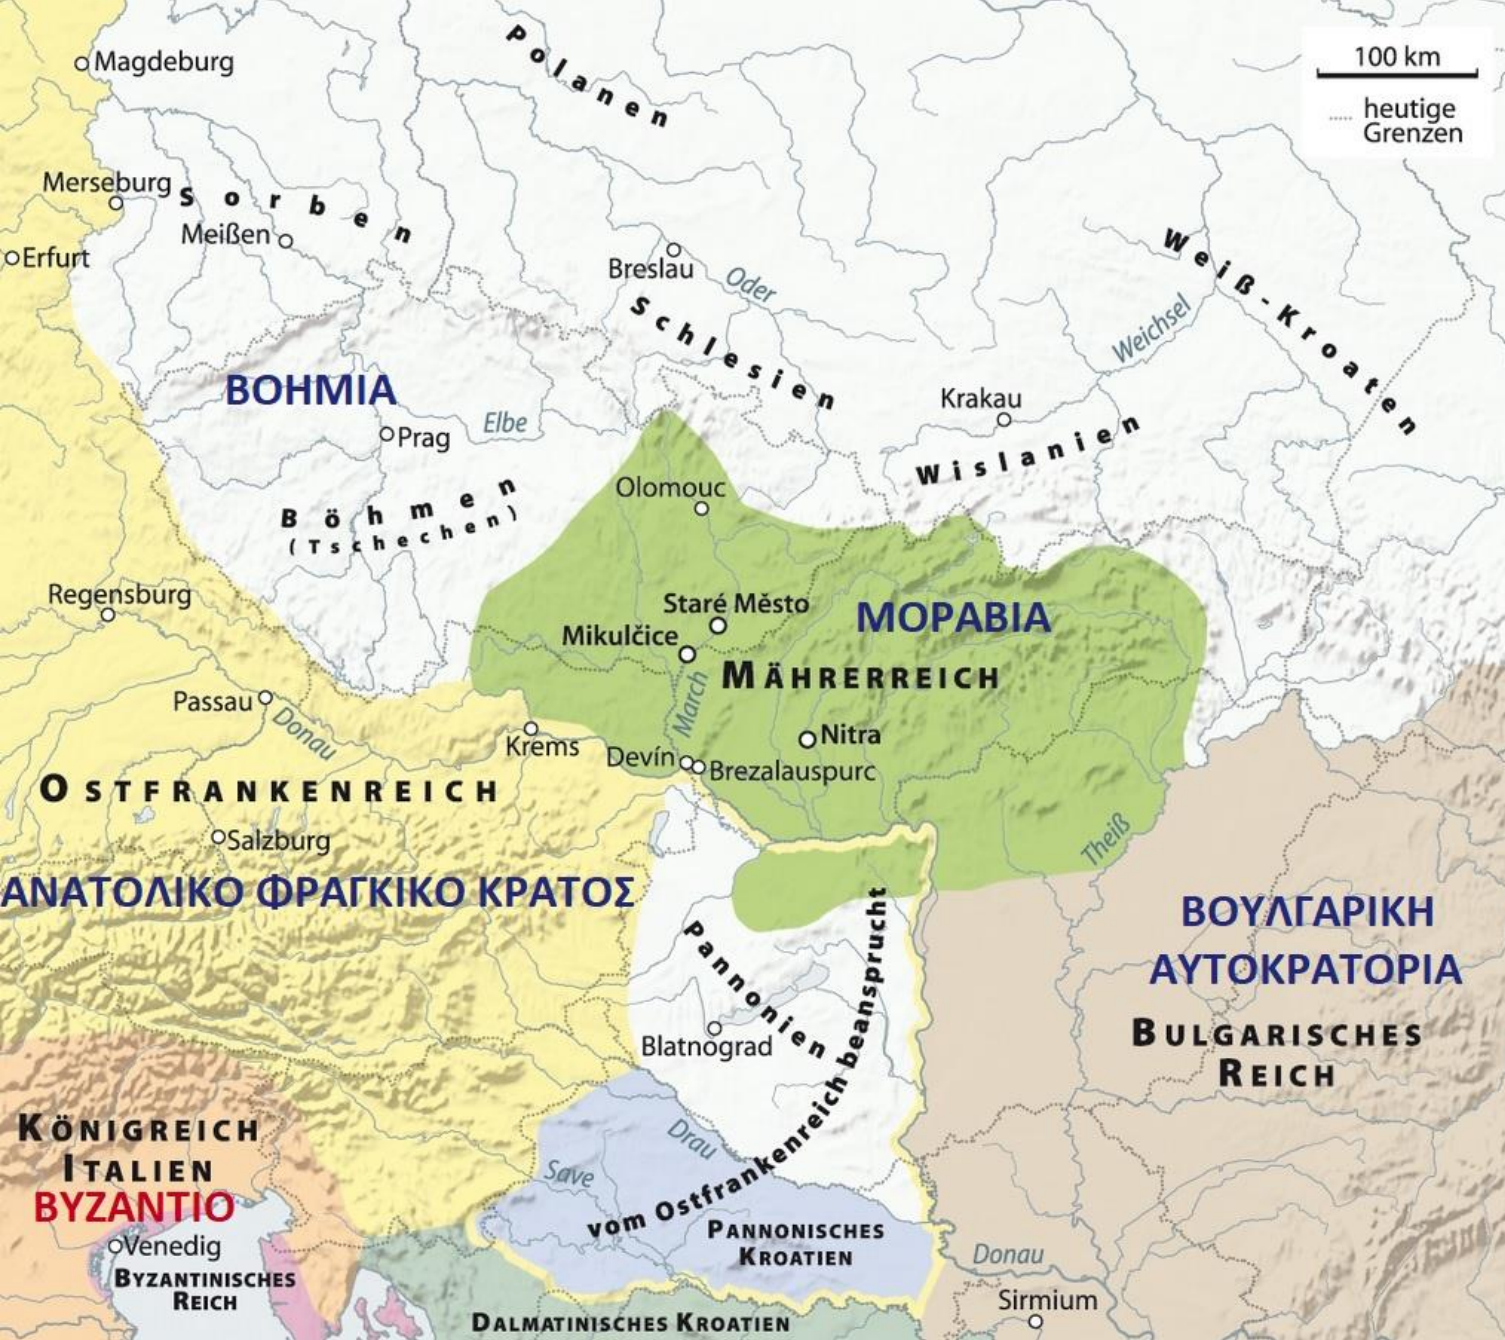 Polanen
Magdeburg
100 km
heutige
Grenzen
Merseburg
Sorben
Meißen
Erfurt
Breslau
Oder
Weiß-Kroaten
Schlesien
Weichsel
ΒΟΗΜΙΑ
Krakau
Elbe
Prag
Wislanien
Böhmen
(Tschechen)
Olomouc
Regensburg
Staré Město
ΜΟΡΑΒΙΑ
Mikulčice
MÄHRERREICH
March
Passau
Donau
Krems
Nitra
Devín
Brezalauspurc
OSTFRANKENREICH
Salzburg
Theiß
ΑΝΑΤΟΛΙΚΟ ΦΡΑΓΚΙΚΟ ΚΡΑΤΟΣ
ΒΟΥΛΓΑΡΙΚΗ
ΑΥΤΟΚΡΑΤΟΡΙΑ
Pannonien
vom Ostfrankenreich beansprucht
Blatnograd
BULGARISCHES
REICH
KÖNIGREICH
ITALIEN
ΒΥΖΑΝΤΙΟ
Drau
Save
Venedig
BYZANTINISCHES
REICH
PANNONISCHES
KROATIEN
Donau
Sirmium
DALMATINISCHES KROATIEN